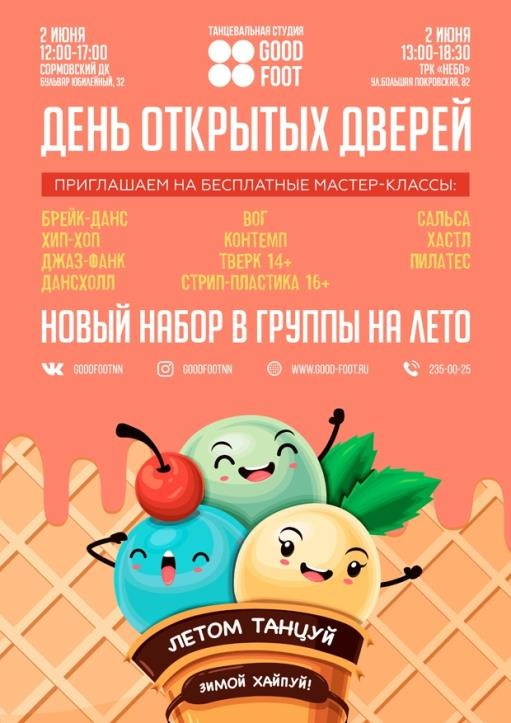 2 ИЮНЯ
12:00-17:00
СОРМОВСКИЙ ДК
БУЛЬВАР ЮБИЛЕЙНЫЙ, 32
ТАНЦЕВАЛЬНАЯ СТУДИЯ
GOOD
FOOT
2 ИЮНЯ
13:00-18:30
ТРК «НЕБО»
УЛ.БОЛЬШАЯ ПОКРОВСКАЯ, 82
ДЕНЬ ОТКРЫТЫХ ДВЕРЕЙ
ПРИГЛАШАЕМ НА БЕСПЛАТНЫЕ МАСТЕР-КЛАССЫ:
БРЕЙК-ДАНС
ХИП-ХОП
ДЖАЗ-ФАНК
ДАНСХОЛЛ
ВОГ
КОНТЕМП
ТВЕРК 14+
СТРИП-ПЛАСТИКА 16+
САЛЬСА
ХАСТЛ
ПИЛАТЕС
НОВЫЙ НАБОР В ГРУППЫ НА ЛЕТО
GOODFOOTNN
GOODFOOTNN
WWW.GOOD-FOOT.RU
235-00-25
ЛЕТОМ ТАНЦУЙ
ЗИМОЙ ХАЙПУЙ!